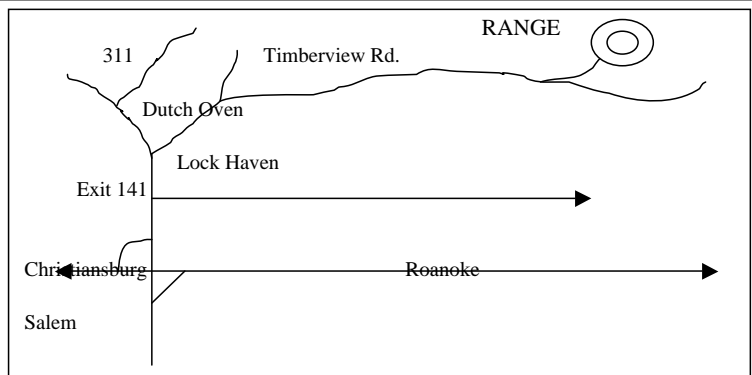 RANGE
311 Timberview Rd.
Dutch Oven
Lock Haven
Exit 141
Christiansburg Roanoke
Salem